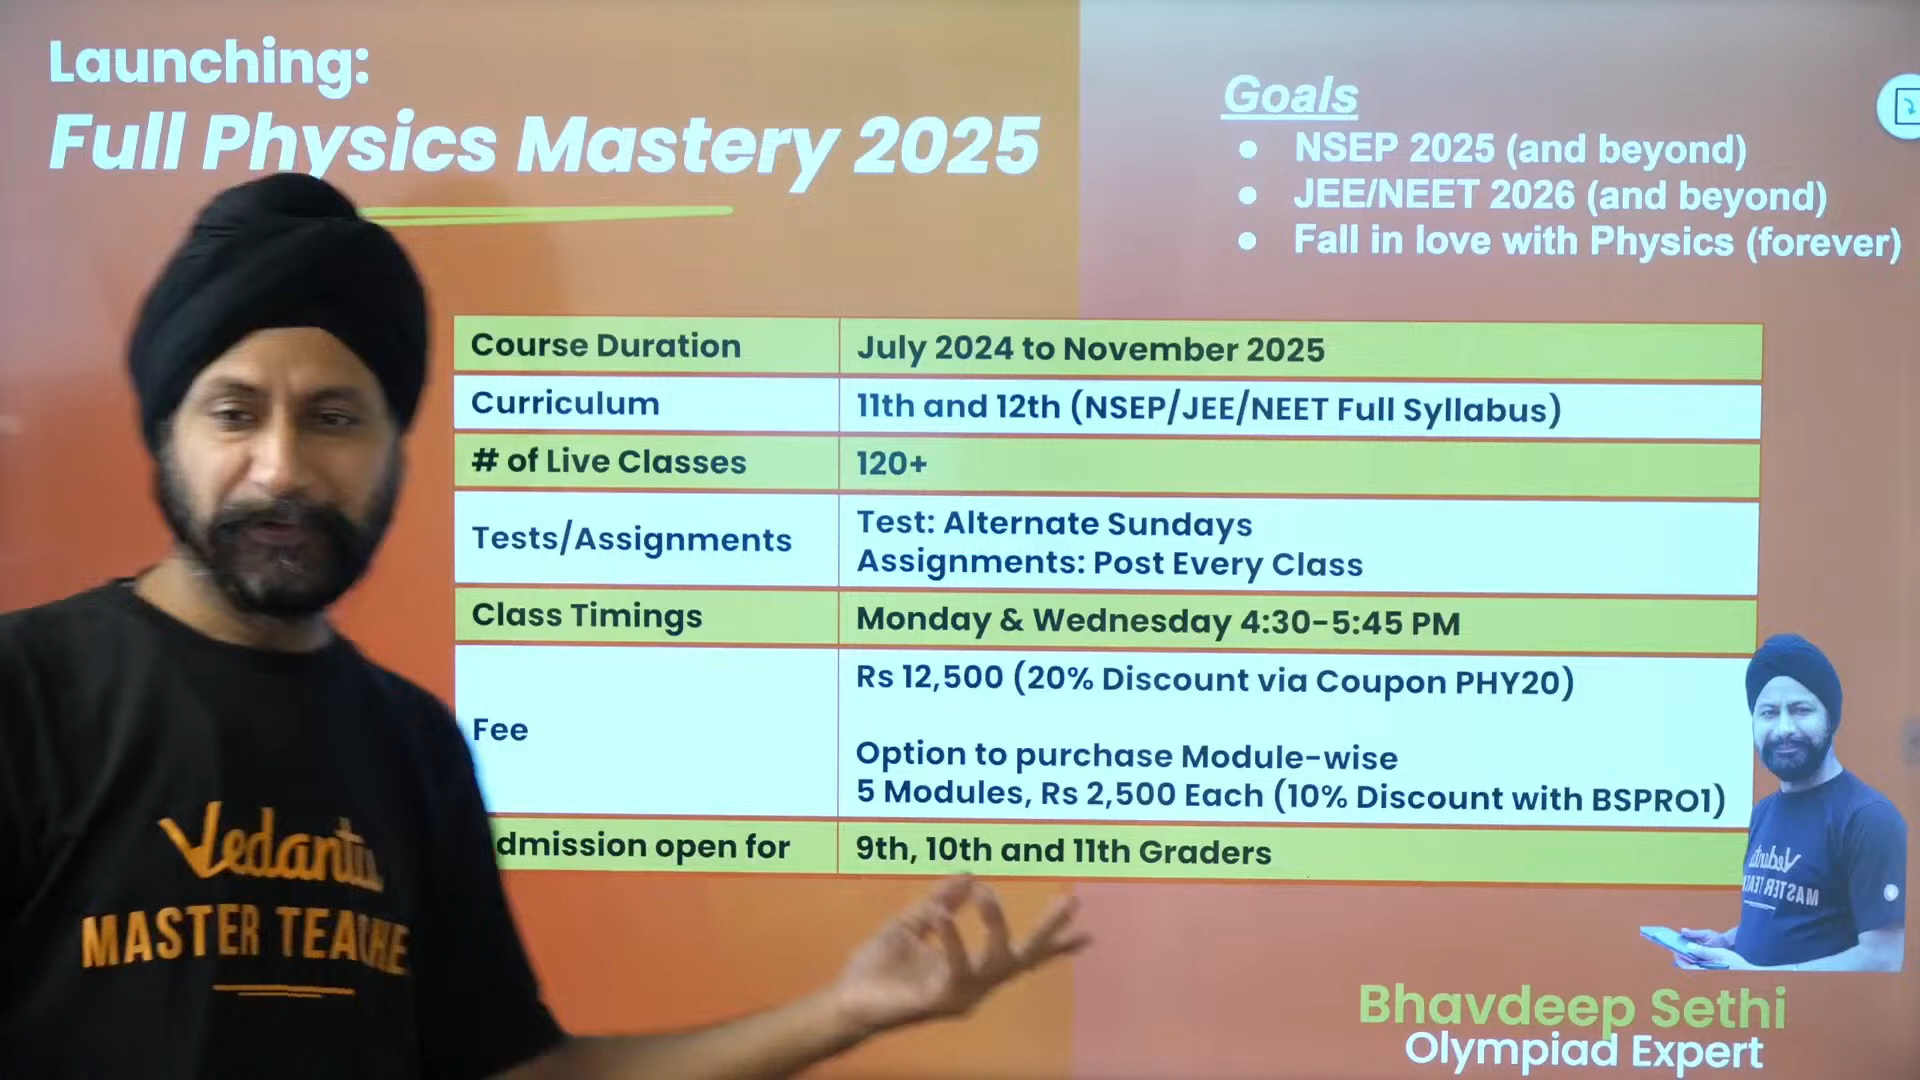 Launching:
Full Physics Mastery 2025
Goals
● NSEP 2025 (and beyond)
● JEE/NEET 2026 (and beyond)
● Fall in love with Physics (forever)
Course Duration
July 2024 to November 2025
Curriculum
11th and 12th (NSEP/JEE/NEET Full Syllabus)
# of Live Classes
120+
Tests/Assignments
Test: Alternate Sundays
Assignments: Post Every Class
Class Timings
Monday & Wednesday 4:30-5:45 PM
Fee
Rs 12,500 (20% Discount via Coupon PHY20)
Option to purchase Module-wise
5 Modules, Rs 2,500 Each (10% Discount with BSPRO1)
dmission open for
9th, 10th and 11th Graders
Vedantu
MASTER TEACHE
Bhavdeep Sethi
Olympiad Expert